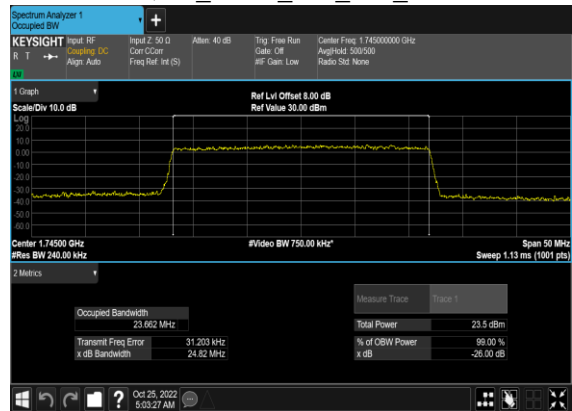 Spectrum Analyzer 1
Occupied BW
KEYSIGHT Input: RF Input Z: 50 Ω Atten: 40 dB Trig: Free Run Center Freq: 1.745000000 GHz
R T Coupling: DC Corr CCorr Gate: Off Avg|Hold: 500/500
Align: Auto Freq Ref: Int (S) #IF Gain: Low Radio Std: None
1 Graph
Ref Lvl Offset 8.00 dB
Scale/Div 10.0 dB Ref Value 30.00 dBm
Log
20.0
10.0
0.00
-10.0
-20.0
-30.0
-40.0
-50.0
-60.0
Center 1.74500 GHz #Video BW 750.00 kHz* Span 50 MHz
#Res BW 240.00 kHz Sweep 1.13 ms (1001 pts)
2 Metrics
Measure Trace Trace 1
Occupied Bandwidth
23.662 MHz Total Power 23.5 dBm
Transmit Freq Error 31.203 kHz % of OBW Power 99.00 %
x dB Bandwidth 24.82 MHz x dB -26.00 dB
? Oct 25, 2022
5:03:27 AM